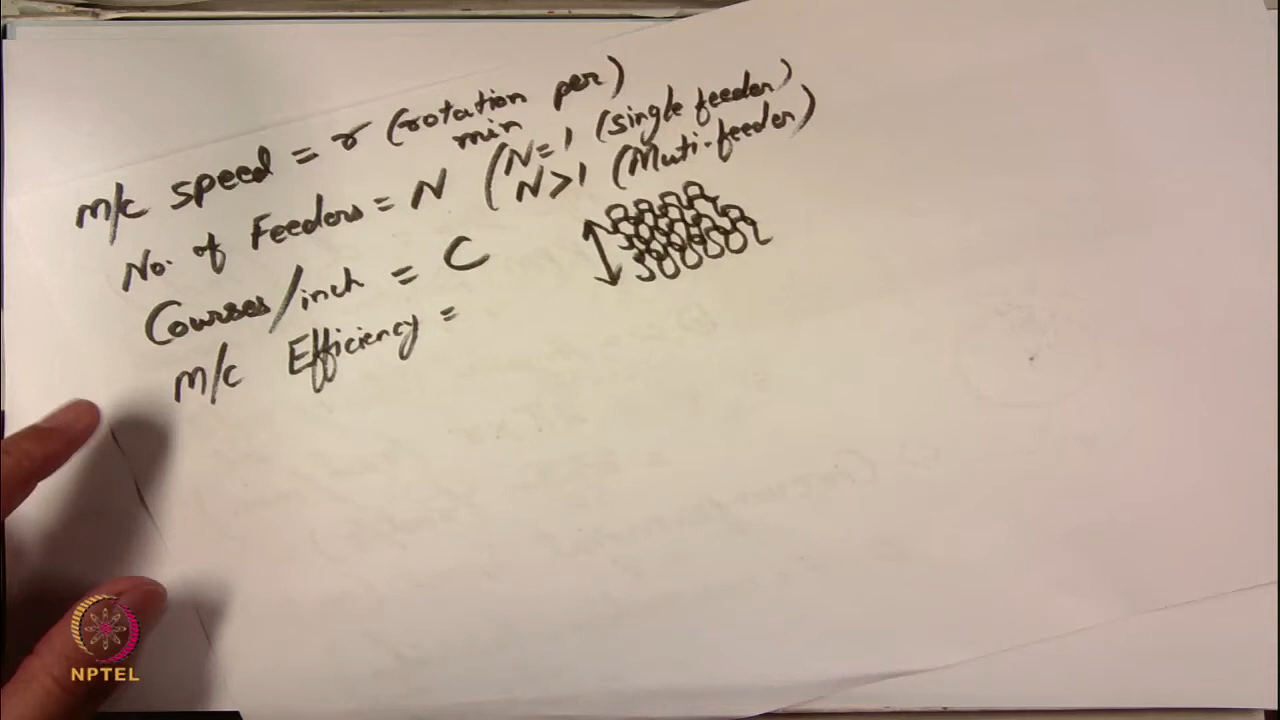 m/c speed = r (rotation per min)
No. of Feeders = N (N=1 (single feeder)
N>1 (Muti-feeder)
Courses/inch = C
m/c Efficiency =
NPTEL